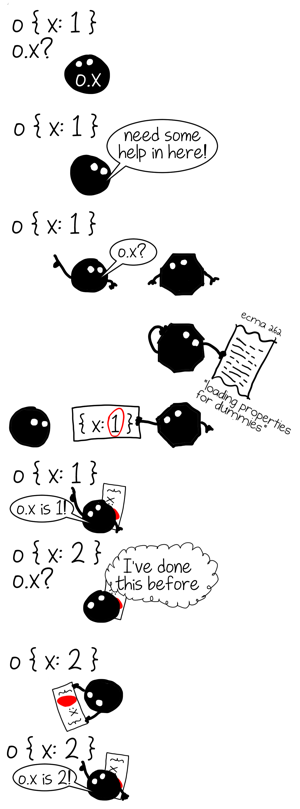 o { x: 1 }
o.x?
o.x
o { x: 1 }
need some
help in here!
o { x: 1 }
o.x?
ecma 262
"loading properties
for dummies"
{ x: 1 }
o { x: 1 }
{ x
o.x is 1!
o { x: 2 }
o.x?
I've done
this before
o { x: 2 }
{ x: }
o { x: 2 }
{ x
o.x is 2!